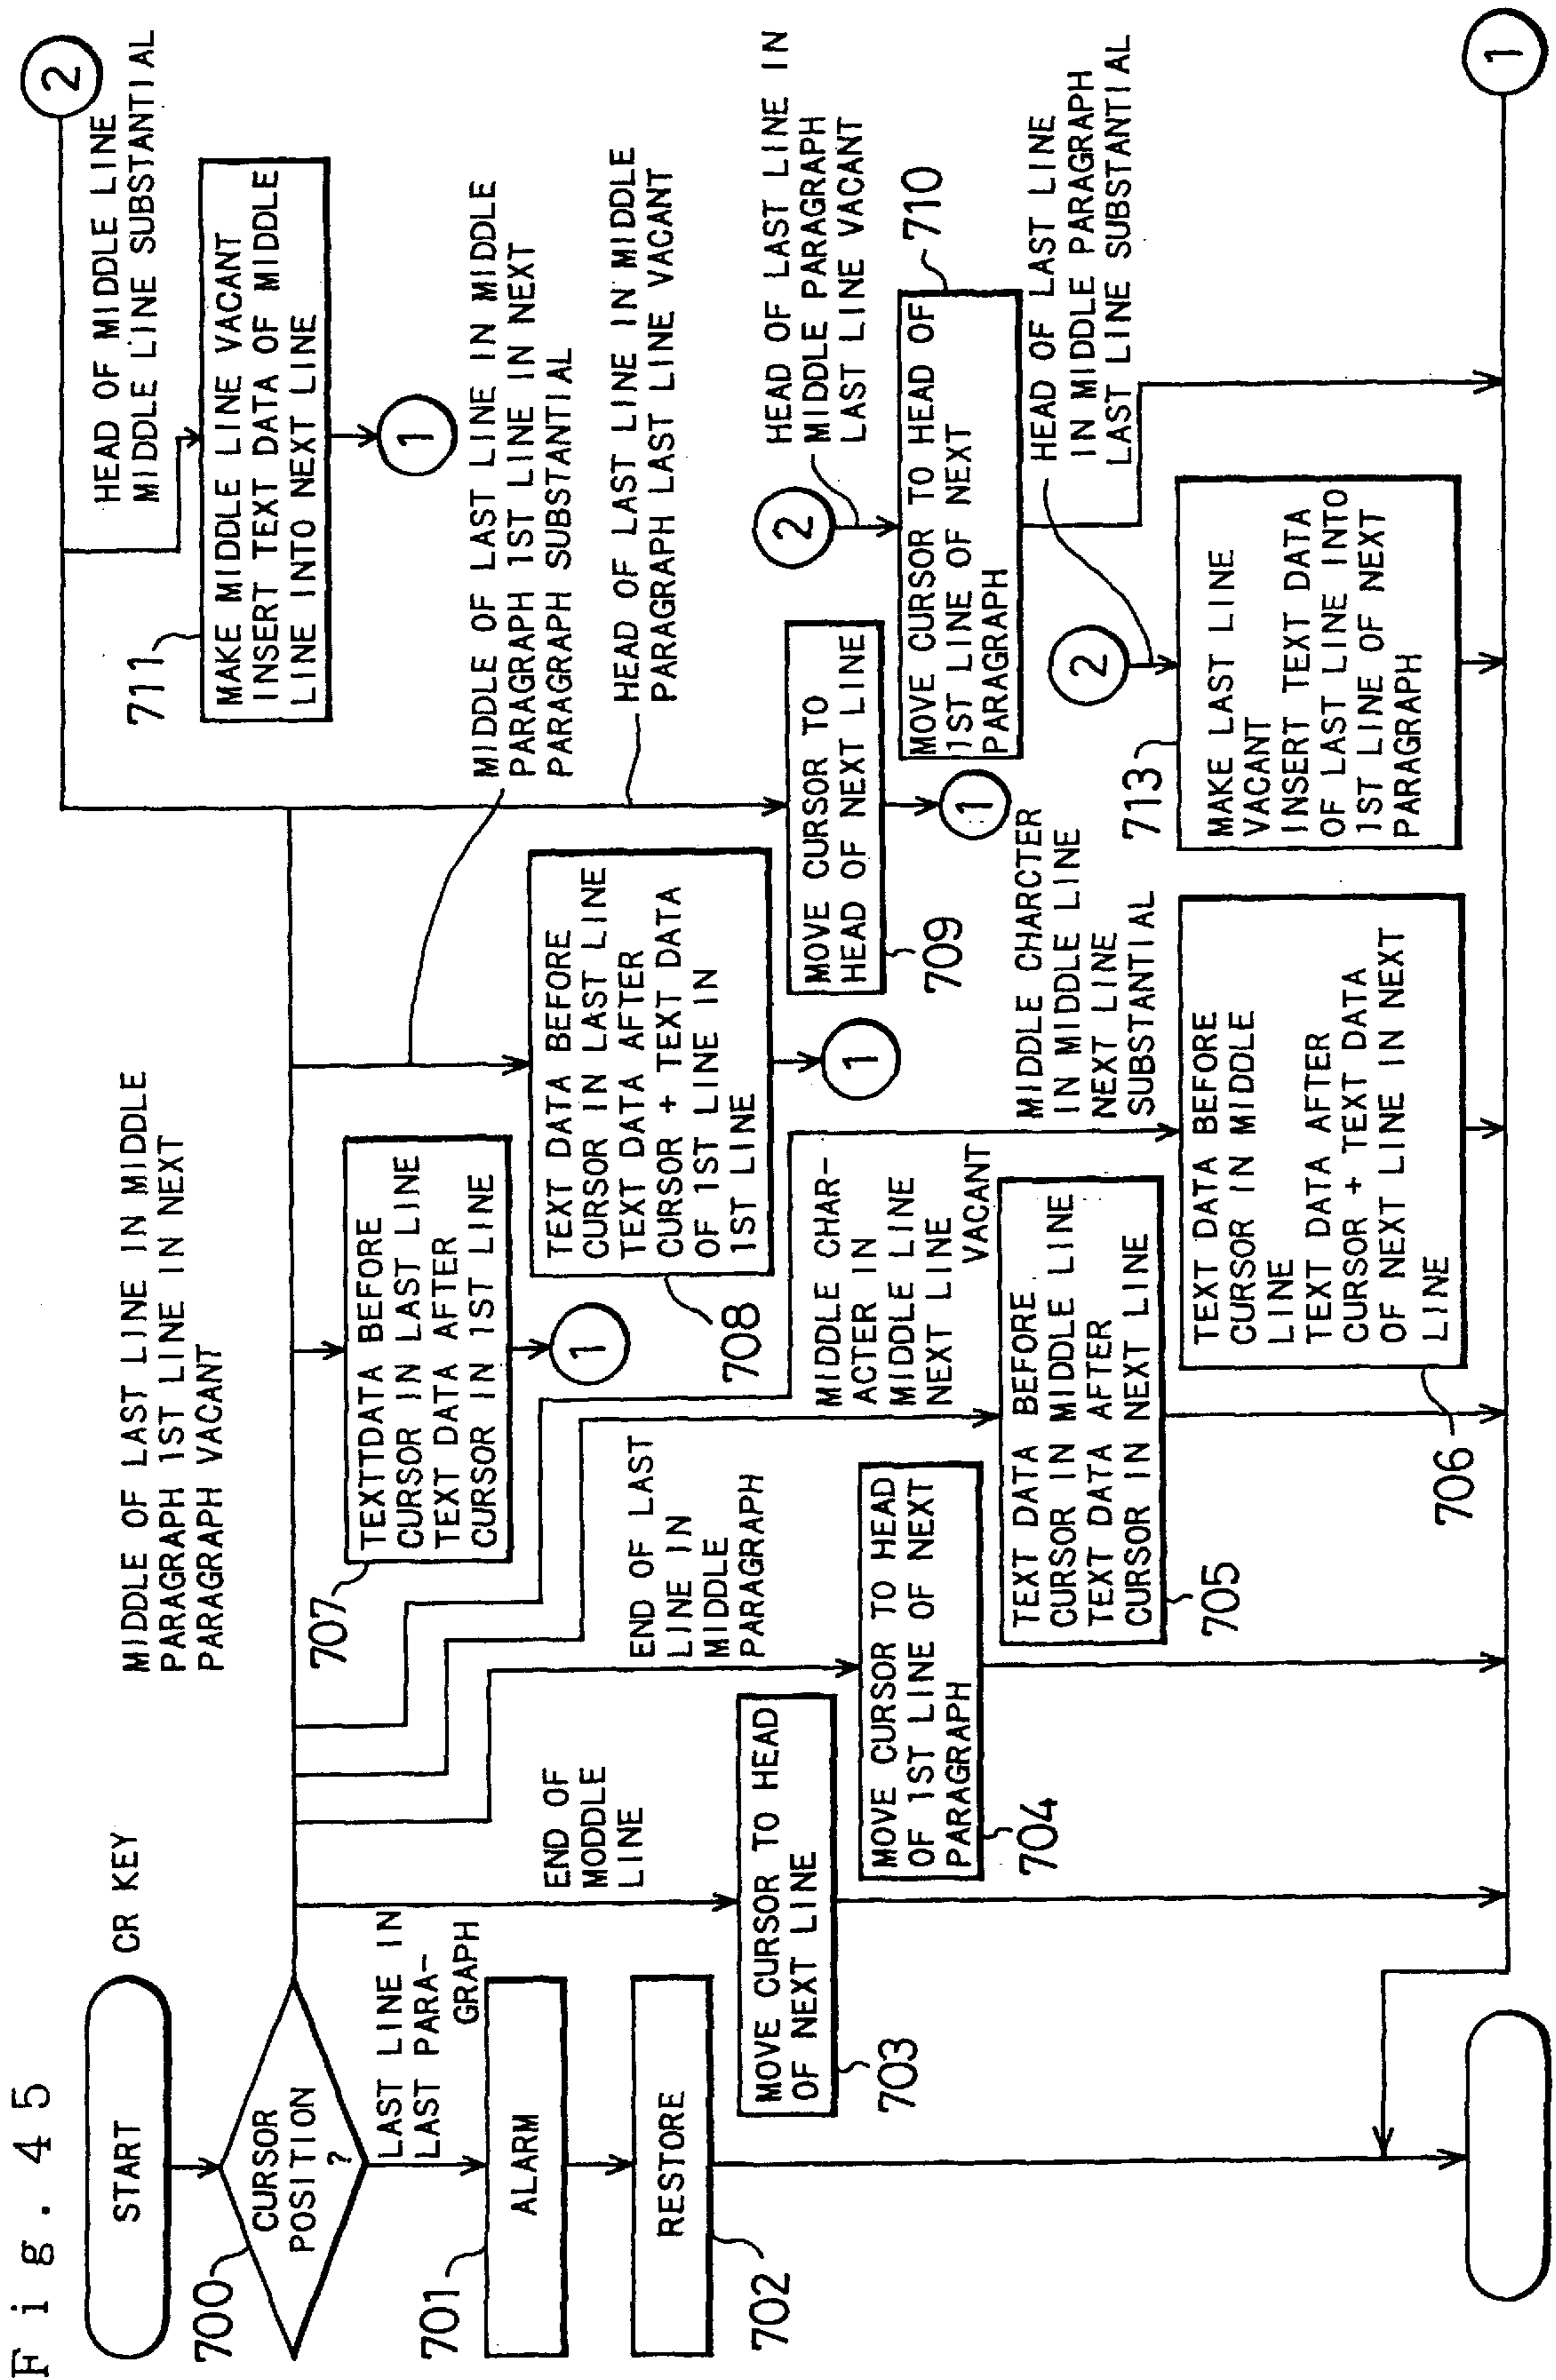 Fig. 45
START
CR KEY
700
CURSOR
POSITION
?
LAST LINE IN
LAST PARA-
GRAPH
701
ALARM
702
RESTORE
END OF
MODDLE
LINE
MOVE CURSOR TO HEAD
OF NEXT LINE
703
END OF LAST
LINE IN
MIDDLE
PARAGRAPH
MOVE CURSOR TO HEAD
OF 1ST LINE OF NEXT
PARAGRAPH
704
MIDDLE CHAR-
ACTER IN
MIDDLE LINE
NEXT LINE
VACANT
TEXT DATA BEFORE
CURSOR IN MIDDLE LINE
TEXT DATA AFTER
CURSOR IN NEXT LINE
705
MIDDLE CHARCTER
IN MIDDLE LINE
NEXT LINE
SUBSTANTIAL
TEXT DATA BEFORE
CURSOR IN MIDDLE
LINE
TEXT DATA AFTER
CURSOR + TEXT DATA
OF NEXT LINE IN NEXT
LINE
706
MIDDLE OF LAST LINE IN MIDDLE
PARAGRAPH 1ST LINE IN NEXT
PARAGRAPH VACANT
707
TEXTTDATA BEFORE
CURSOR IN LAST LINE
TEXT DATA AFTER
CURSOR IN 1ST LINE
1
MIDDLE OF LAST LINE IN MIDDLE
PARAGRAPH 1ST LINE IN NEXT
PARAGRAPH SUBSTANTIAL
TEXT DATA BEFORE
CURSOR IN LAST LINE
TEXT DATA AFTER
CURSOR + TEXT DATA
OF 1ST LINE IN
1ST LINE
708
1
HEAD OF LAST LINE IN MIDDLE
PARAGRAPH LAST LINE VACANT
MOVE CURSOR TO
HEAD OF NEXT LINE
709
1
2
HEAD OF MIDDLE LINE
MIDDLE LINE SUBSTANTIAL
711
MAKE MIDDLE LINE VACANT
INSERT TEXT DATA OF MIDDLE
LINE INTO NEXT LINE
1
2
HEAD OF LAST LINE IN
MIDDLE PARAGRAPH
LAST LINE VACANT
710
MOVE CURSOR TO HEAD OF
1ST LINE OF NEXT
PARAGRAPH
2
HEAD OF LAST LINE
IN MIDDLE PARAGRAPH
LAST LINE SUBSTANTIAL
713
MAKE LAST LINE
VACANT
INSERT TEXT DATA
OF LAST LINE INTO
1ST LINE OF NEXT
PARAGRAPH
1